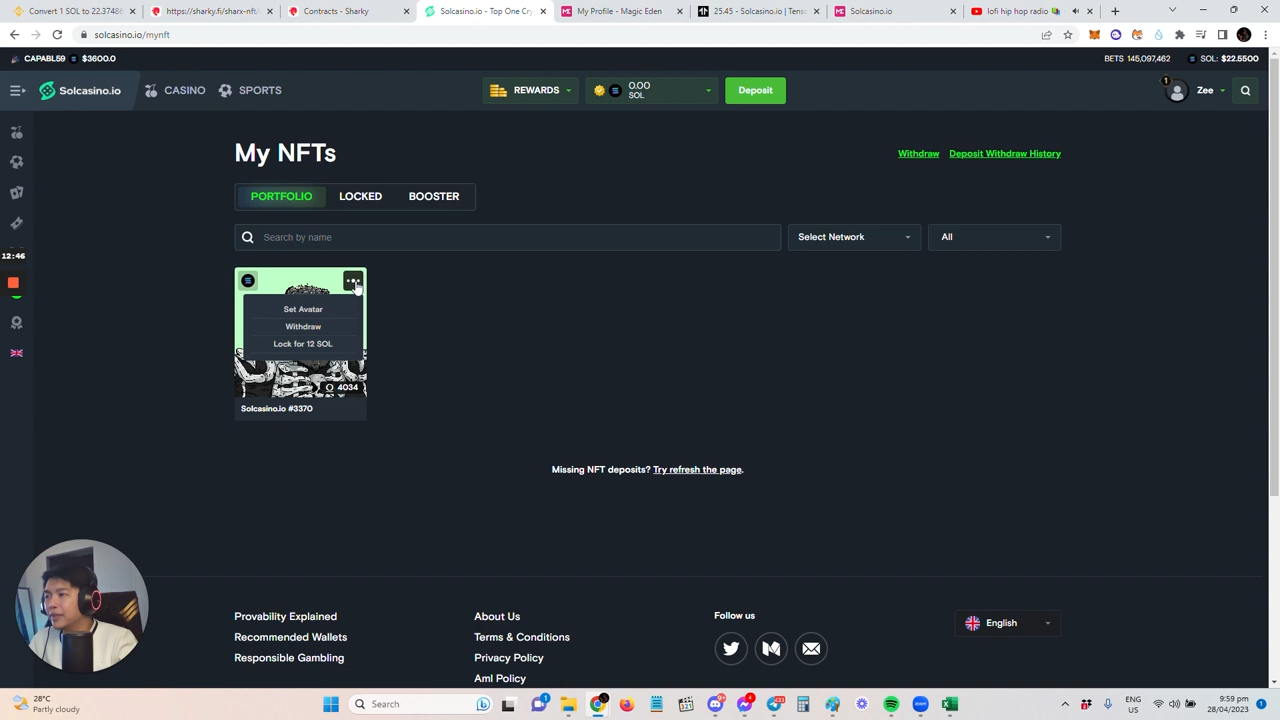 Convert 1 SOL to 22.37486
https://sharky.fi/sharx-nft/
Contracts - Sharky
Solcasino.io - Top One Cry
My Profile - Magic Eden
25.45 - Solcasino.io | Tens
Solcasino.io
lofi hip hop radio
solcasino.io/mynft
CAPABL59 $3600.0
BETS 145,097,462 SOL: $22.5500
Solcasino.io CASINO SPORTS
REWARDS
0.00
SOL
Deposit
1
Zee
My NFTs
Withdraw Deposit Withdraw History
PORTFOLIO LOCKED BOOSTER
Search by name
Select Network
All
12:46
Set Avatar
Withdraw
Lock for 12 SOL
4034
Solcasino.io #3370
Missing NFT deposits? Try refresh the page.
Provability Explained
Recommended Wallets
Responsible Gambling
About Us
Terms & Conditions
Privacy Policy
Aml Policy
Follow us
English
28°C
Partly cloudy
Search
ENG
US
9:59 pm
28/04/2023